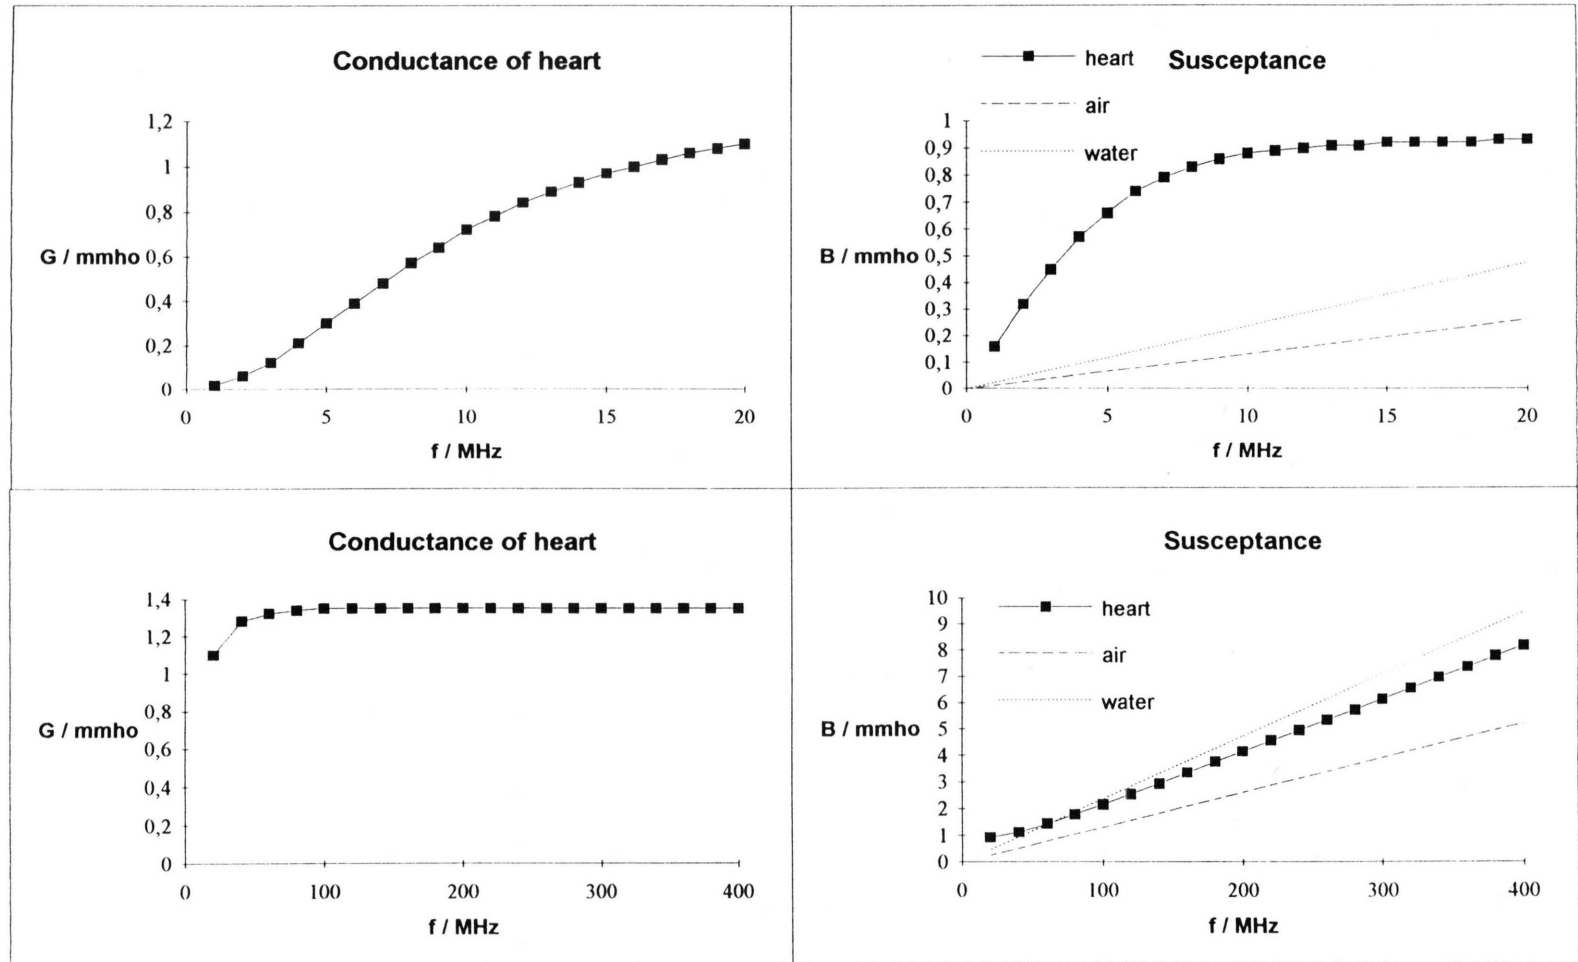 Conductance of heart
1,2
1
0,8
G / mmho 0,6
0,4
0,2
0
0 5 10 15 20
f / MHz
heart Susceptance
air
water
1
0,9
0,8
0,7
0,6
B / mmho 0,5
0,4
0,3
0,2
0,1
0
0 5 10 15 20
f / MHz
Conductance of heart
1,4
1,2
1
0,8
G / mmho
0,6
0,4
0,2
0
0 100 200 300 400
f / MHz
Susceptance
heart
air
water
10
9
8
7
6
B / mmho 5
4
3
2
1
0
0 100 200 300 400
f / MHz